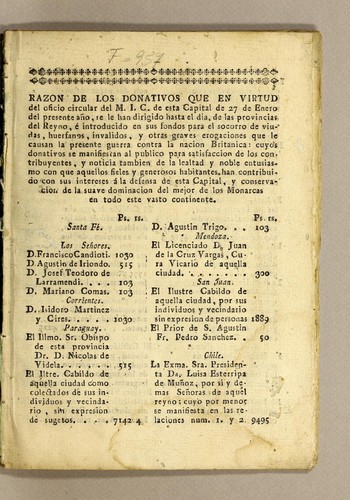 F-937
RAZON DE LOS DONATIVOS QUE EN VIRTUD
del oficio circular del M. I. C. de esta Capital de 27 de Enero
del presente año, se le han dirigido hasta el dia, de las provincias
del Reyno, é introducido en sus fondos para el socorro de viu-
das, huerfanos, invalidos, y otras graves erogaciones que le
causan la presente guerra contra la nacion Britanica: cuyos
donativos se manifiestan al publico para satisfaccion de los con-
tribuyentes, y noticia tambien de la lealtad y noble entusias-
mo con que aquellos fieles y generosos habitantes han contribui-
do con sus intereses á la defensa de esta Capital, y conserva-
cion de la suave dominacion del mejor de los Monarcas
en todo este vasto continente.
Ps. rs.
Santa Fé.
Los Señores.
D. Francisco Candioti. 1030
D. Agustin de Iriondo. 515
D. Josef Teodoro de
Larramendi. . . 103
D. Mariano Comas. 103
Corrientes.
D. Isidoro Martinez
y Cires. . . . . 1030
Paraguay.
El Illmo. Sr. Obispo
de esta provincia
Dr. D. Nicolas de
Videla. . . . . . 515
El Iltre. Cabildo de
aquella ciudad como
colectados de sus in-
dividuos y vecinda-
rio, sin expresion
de sugetos. . . . 7142 4
Ps. rs.
D. Agustin Trigo. . . 103
Mendoza.
El Licenciado D. Juan
de la Cruz Vargas, Cu-
ra Vicario de aquella
ciudad. . . . . . . 300
San Juan.
El Ilustre Cabildo de
aquella ciudad, por sus
individuos y vecindario
sin expresion de personas 1889
El Prior de S. Agustin
Fr. Pedro Sanchez. . 50
Chile.
La Exma. Sra. Presiden-
ta Da. Luisa Esterripa
de Muñoz, por sí y de-
mas Señoras de aquel
reyno: cuyo por menor
se manifiesta en las re-
laciones num. 1. y 2. 9495